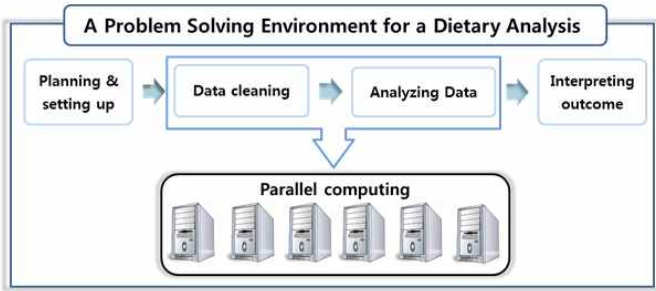 A Problem Solving Environment for a Dietary Analysis
Planning &
setting up
Data cleaning
Analyzing Data
Interpreting
outcome
Parallel computing